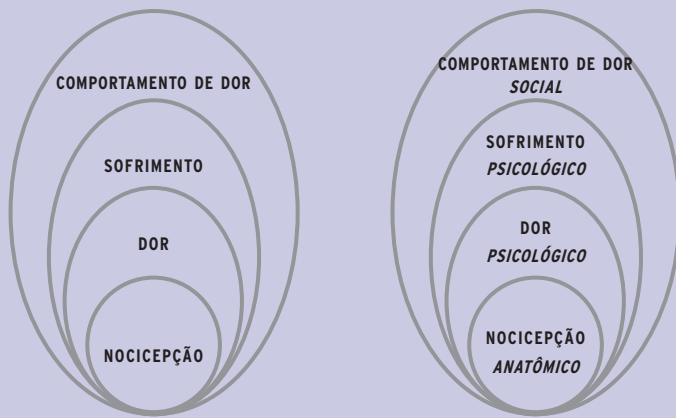 COMPORTAMENTO DE DOR
SOFRIMENTO
DOR
NOCICEPÇÃO
COMPORTAMENTO DE DOR
SOCIAL
SOFRIMENTO
PSICOLÓGICO
DOR
PSICOLÓGICO
NOCICEPÇÃO
ANATÔMICO